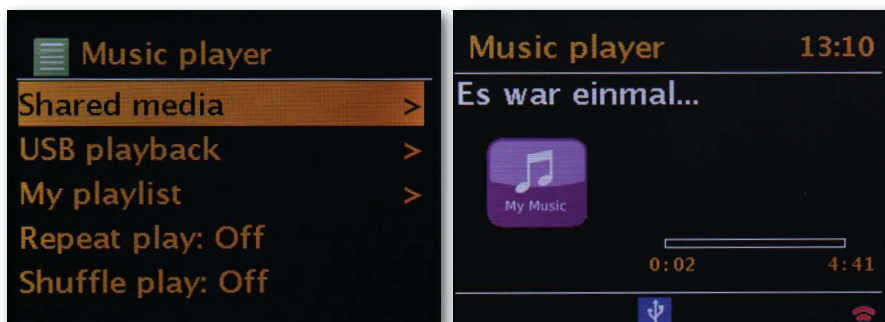 Music player
Shared media >
USB playback >
My playlist >
Repeat play: Off
Shuffle play: Off
Music player 13:10
Es war einmal...
My Music
0:02 4:41